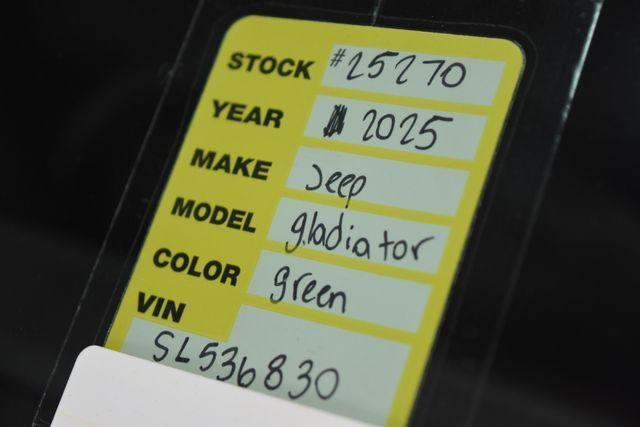 STOCK #25270
YEAR 2025
MAKE Jeep
MODEL gladiator
COLOR green
VIN
SL536830